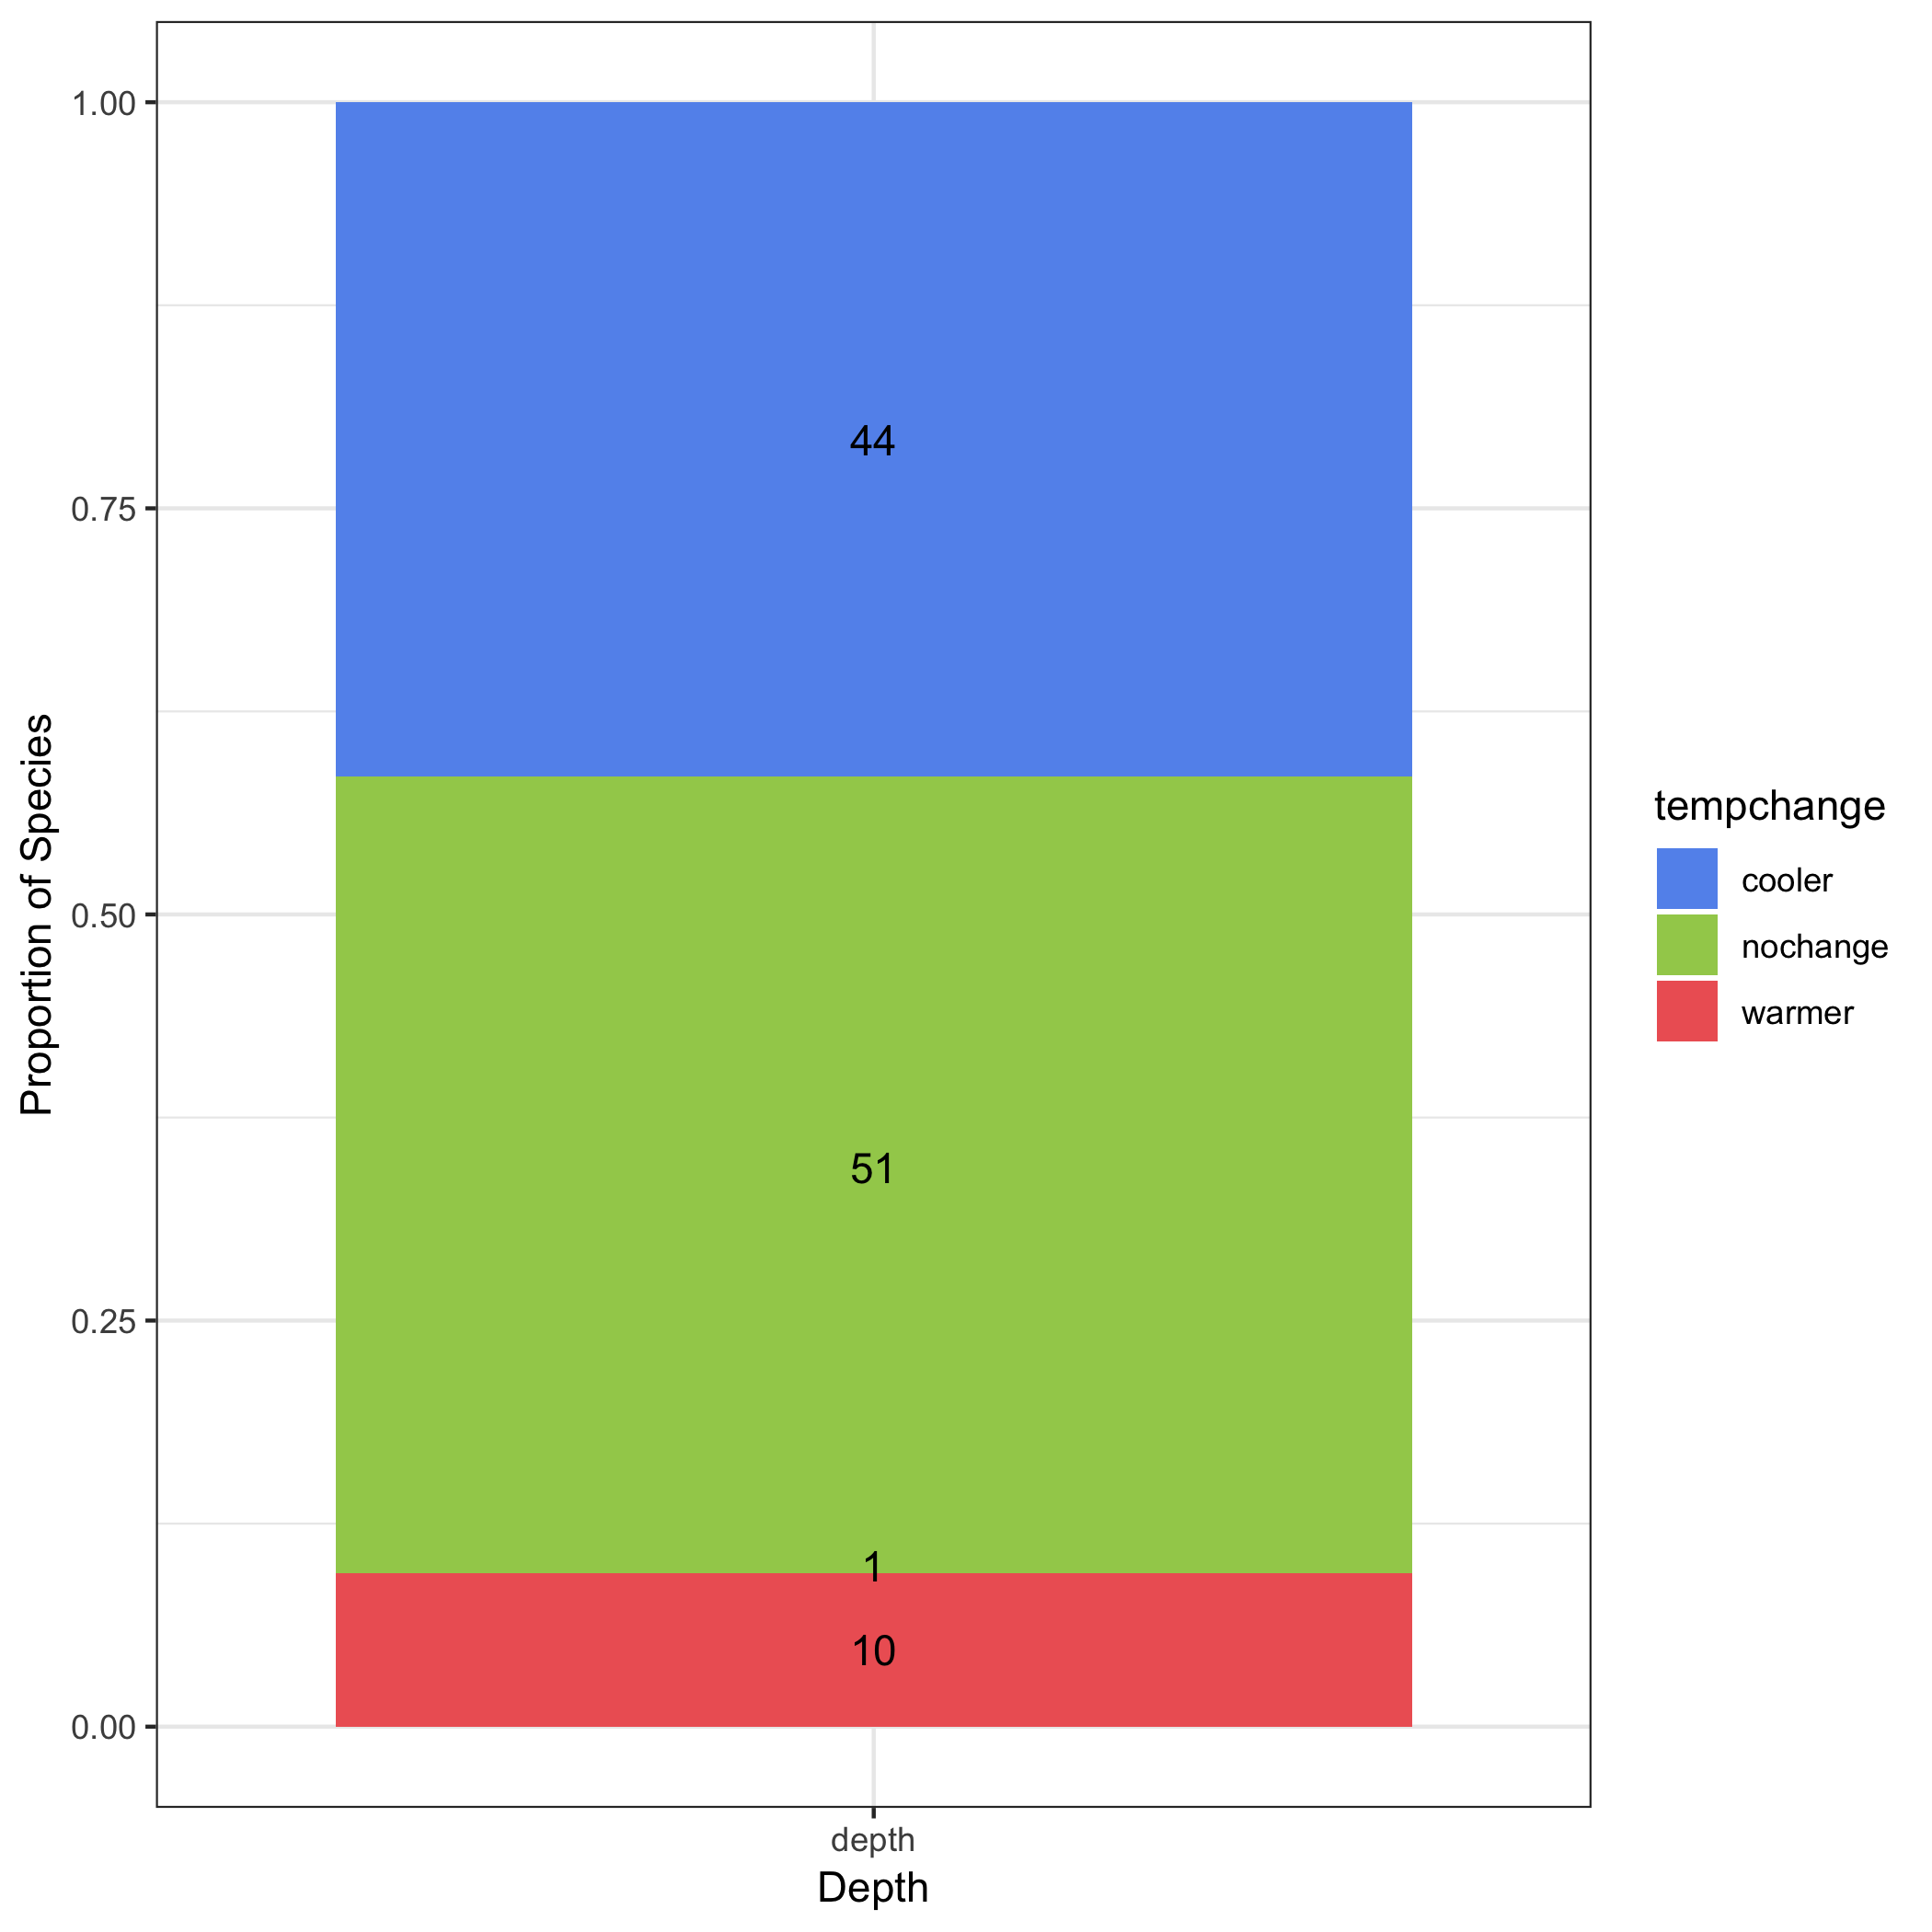 1.00
0.75
0.50
0.25
0.00
Proportion of Species
44
51
1
10
depth
Depth
tempchange
cooler
nochange
warmer